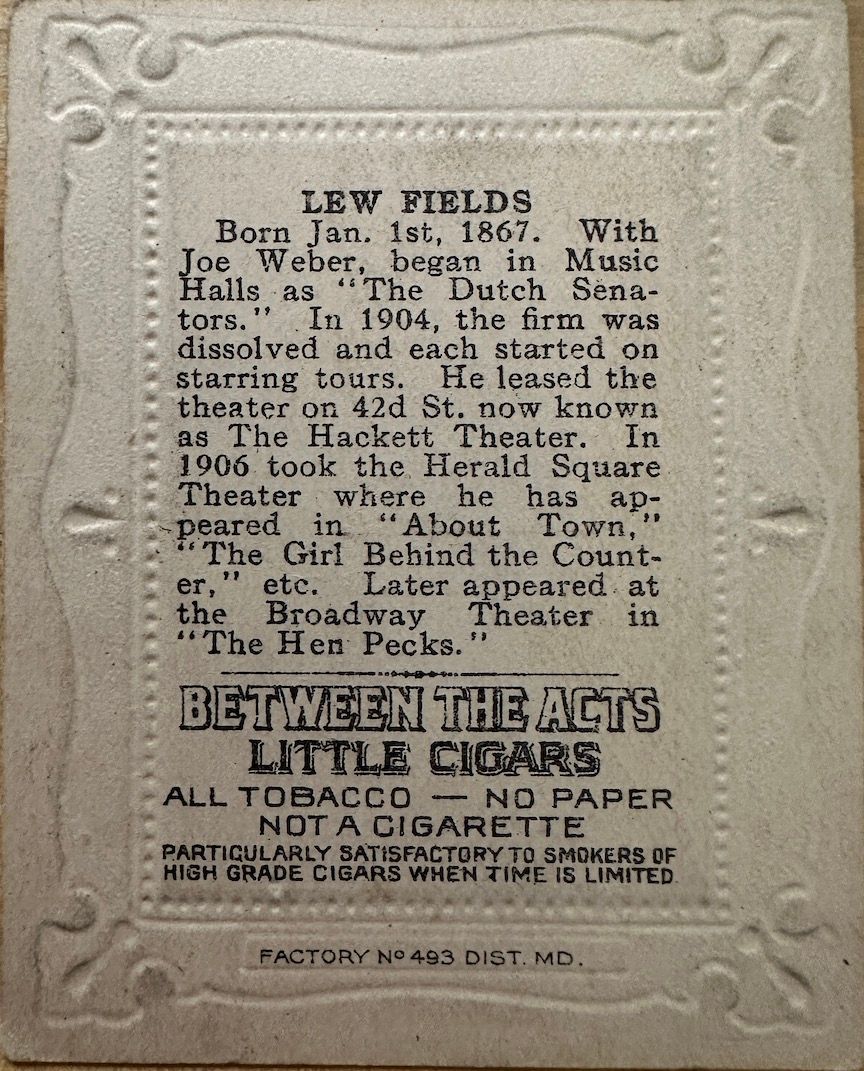 LEW FIELDS
Born Jan. 1st, 1867. With
Joe Weber, began in Music
Halls as "The Dutch Sena-
tors." In 1904, the firm was
dissolved and each started on
starring tours. He leased the
theater on 42d St. now known
as The Hackett Theater. In
1906 took the Herald Square
Theater where he has ap-
peared in "About Town,"
"The Girl Behind the Count-
er," etc. Later appeared at
the Broadway Theater in
"The Hen Pecks."
BETWEEN THE ACTS
LITTLE CIGARS
ALL TOBACCO — NO PAPER
NOT A CIGARETTE
PARTICULARLY SATISFACTORY TO SMOKERS OF
HIGH GRADE CIGARS WHEN TIME IS LIMITED.
FACTORY Nº 493 DIST. MD.